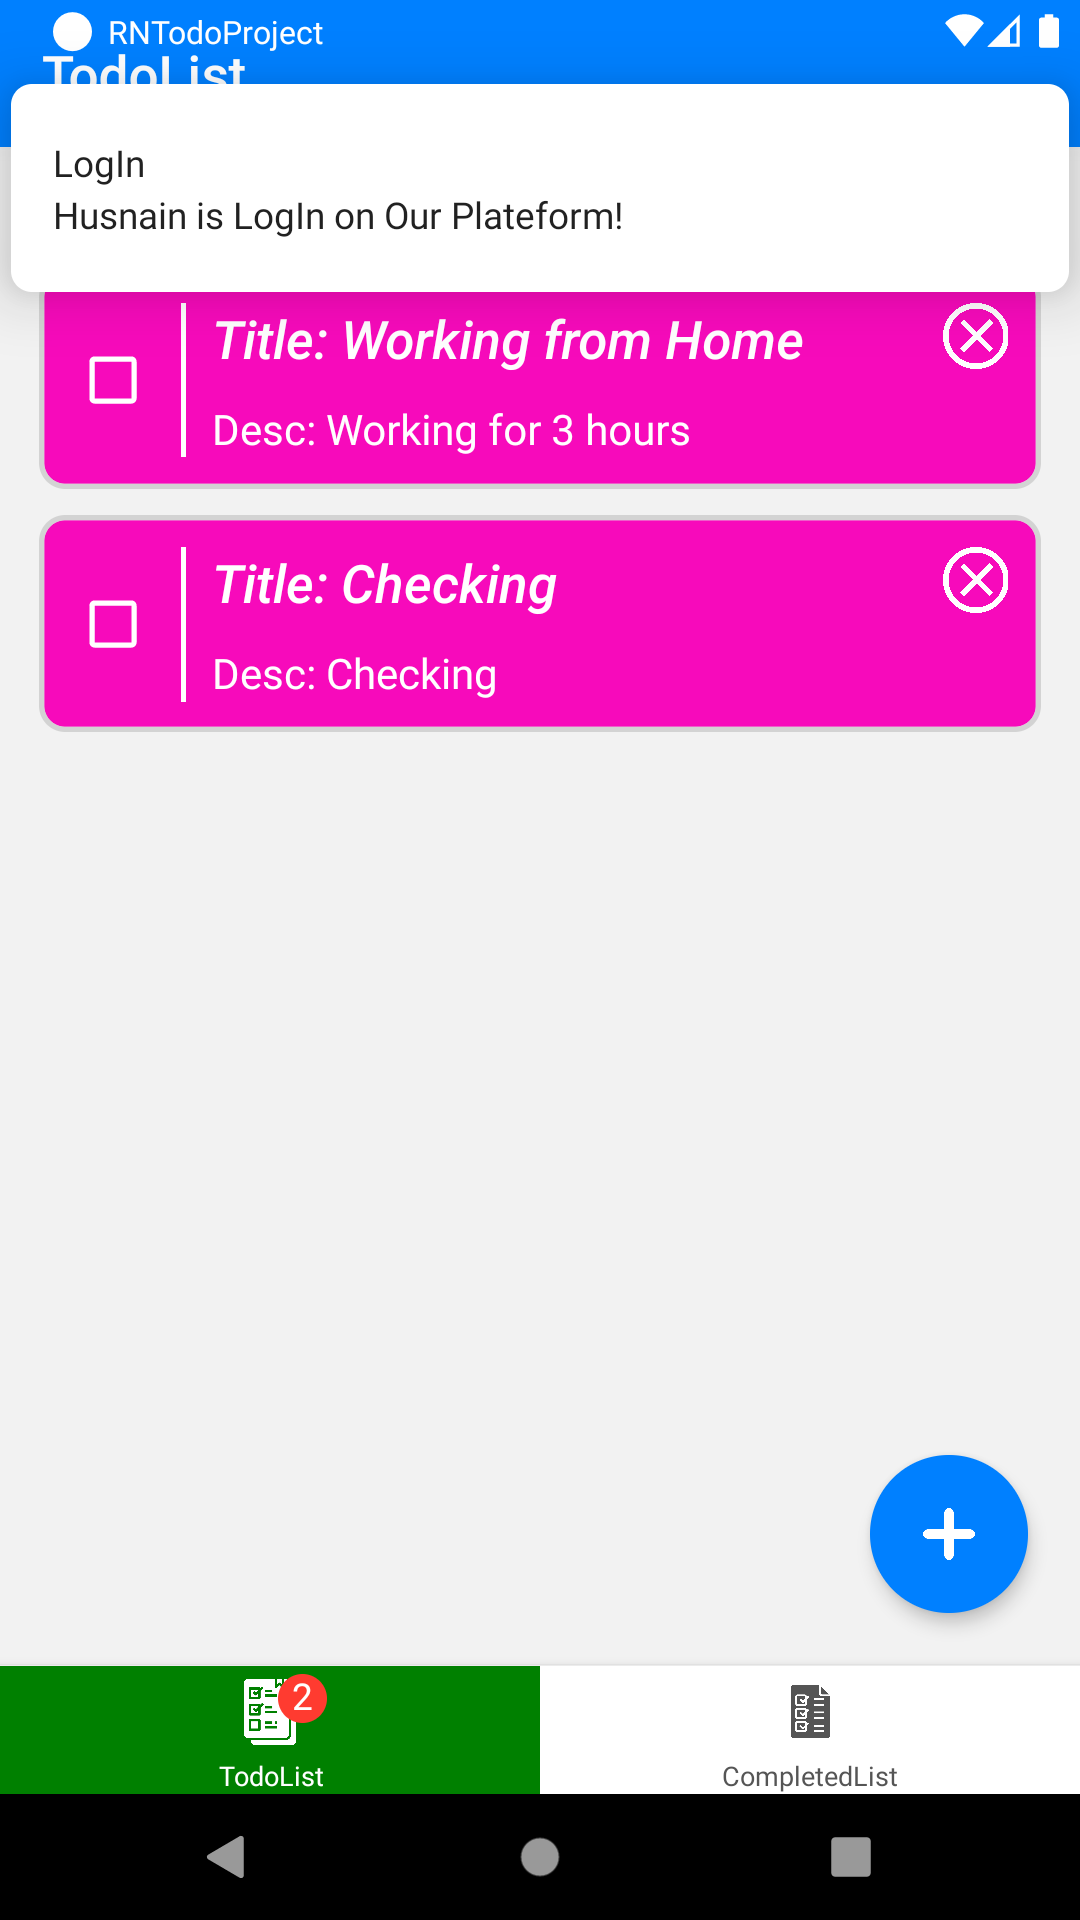 RNTodoProject
TodoList
LogIn
Husnain is LogIn on Our Plateform!
Title: Working from Home
Desc: Working for 3 hours
Title: Checking
Desc: Checking
2
TodoList
CompletedList